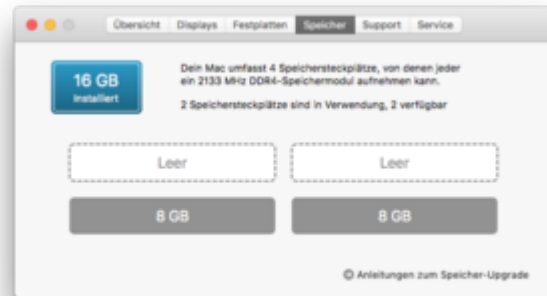 Übersicht Displays Festplatten Speicher Support Service
16 GB
Installiert
Dein Mac umfasst 4 Speichersteckplätze, von denen jeder
ein 2133 MHz DDR4-Speichermodul aufnehmen kann.
2 Speichersteckplätze sind in Verwendung, 2 verfügbar
Leer Leer
8 GB 8 GB
Anleitungen zum Speicher-Upgrade